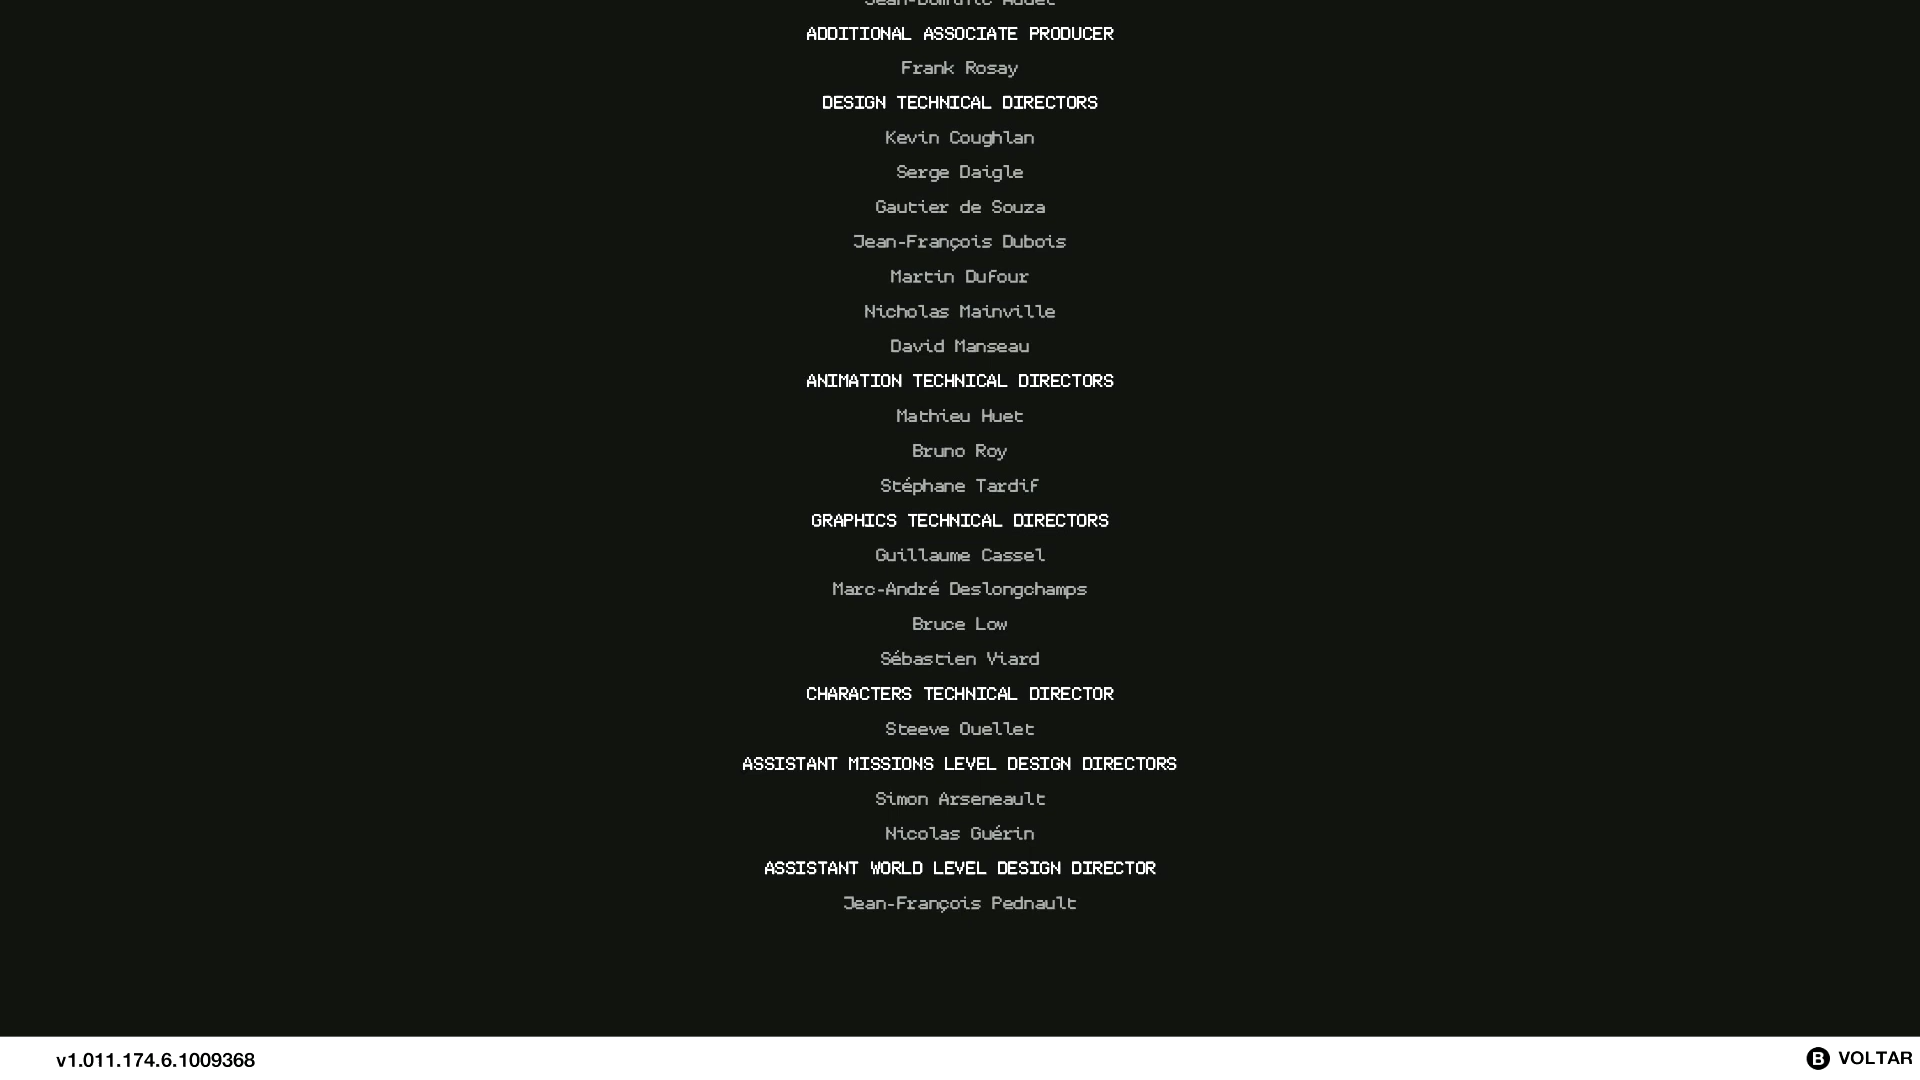 ADDITIONAL ASSOCIATE PRODUCER
Frank Rosay
DESIGN TECHNICAL DIRECTORS
Kevin Coughlan
Serge Daigle
Gautier de Souza
Jean-François Dubois
Martin Dufour
Nicholas Mainville
David Manseau
ANIMATION TECHNICAL DIRECTORS
Mathieu Huet
Bruno Roy
Stéphane Tardif
GRAPHICS TECHNICAL DIRECTORS
Guillaume Cassel
Marc-André Deslongchamps
Bruce Low
Sébastien Viard
CHARACTERS TECHNICAL DIRECTOR
Steeve Ouellet
ASSISTANT MISSIONS LEVEL DESIGN DIRECTORS
Simon Arseneault
Nicolas Guérin
ASSISTANT WORLD LEVEL DESIGN DIRECTOR
Jean-François Pednault
v1.011.174.6.1009368
B VOLTAR